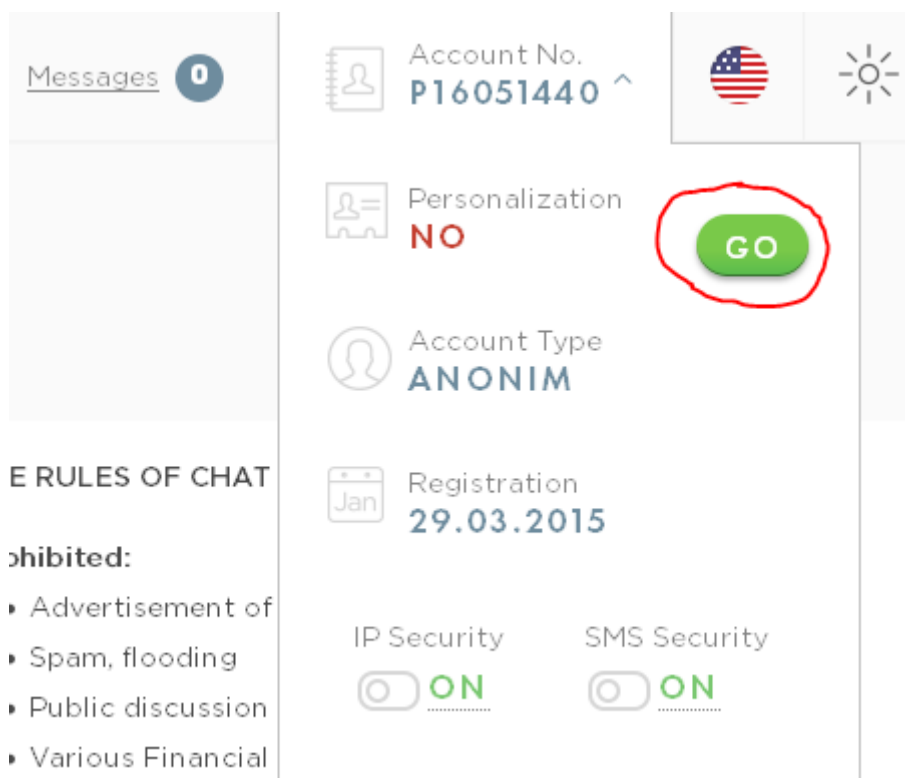 Messages 0
Account No.
P16051440 ^
Personalization
NO
GO
Account Type
ANONIM
Jan
Registration
29.03.2015
IP Security
SMS Security
ON
ON
E RULES OF CHAT
ohibited:
• Advertisement of
• Spam, flooding
• Public discussion
• Various Financial